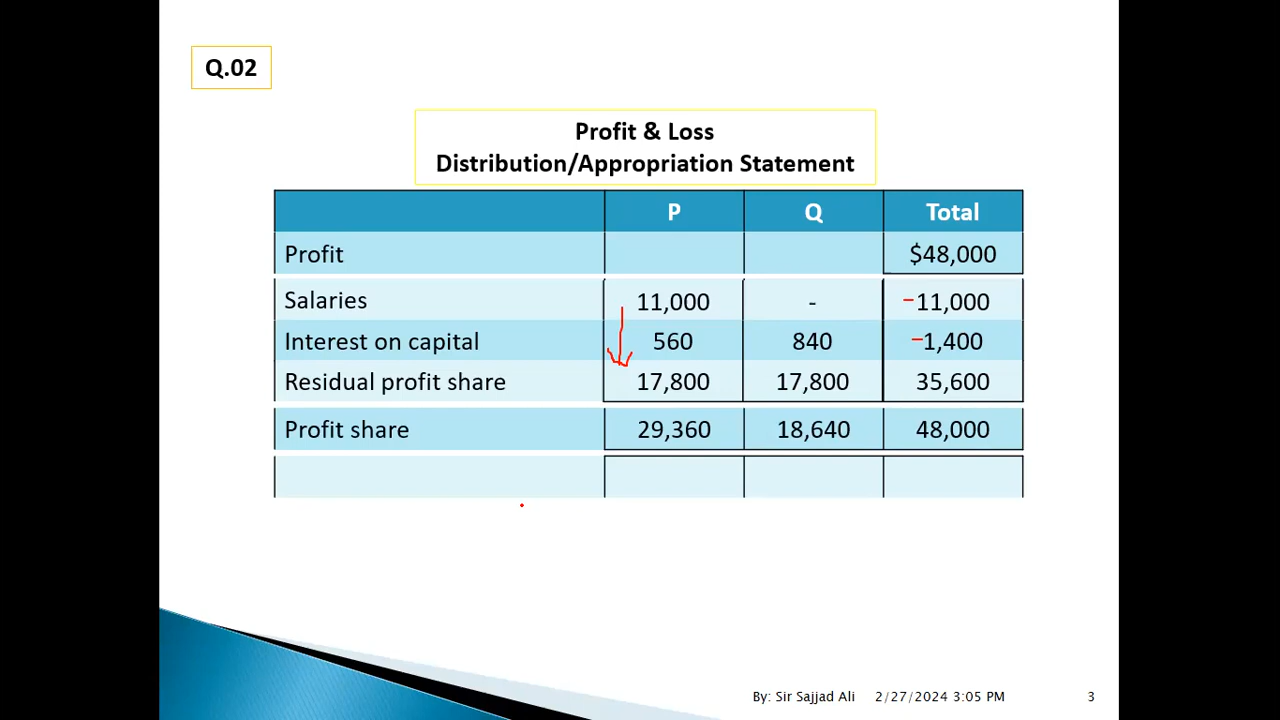 Q.02
Profit & Loss
Distribution/Appropriation Statement
P Q Total
Profit $48,000
Salaries 11,000 - −11,000
Interest on capital 560 840 −1,400
Residual profit share 17,800 17,800 35,600
Profit share 29,360 18,640 48,000
By: Sir Sajjad Ali 2/27/2024 3:05 PM 3